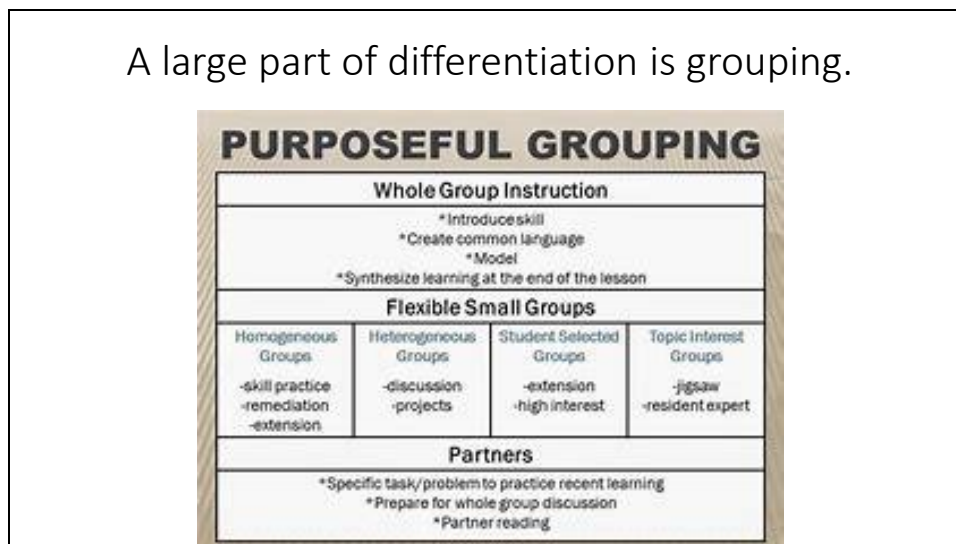 A large part of differentiation is grouping.
PURPOSEFUL GROUPING
Whole Group Instruction
*Introduce skill
*Create common language
*Model
*Synthesize learning at the end of the lesson
Flexible Small Groups
Homogeneous
Groups
-skill practice
-remediation
-extension
Heterogeneous
Groups
-discussion
-projects
Student Selected
Groups
-extension
-high interest
Topic Interest
Groups
-jigsaw
-resident expert
Partners
*Specific task/problem to practice recent learning
*Prepare for whole group discussion
*Partner reading